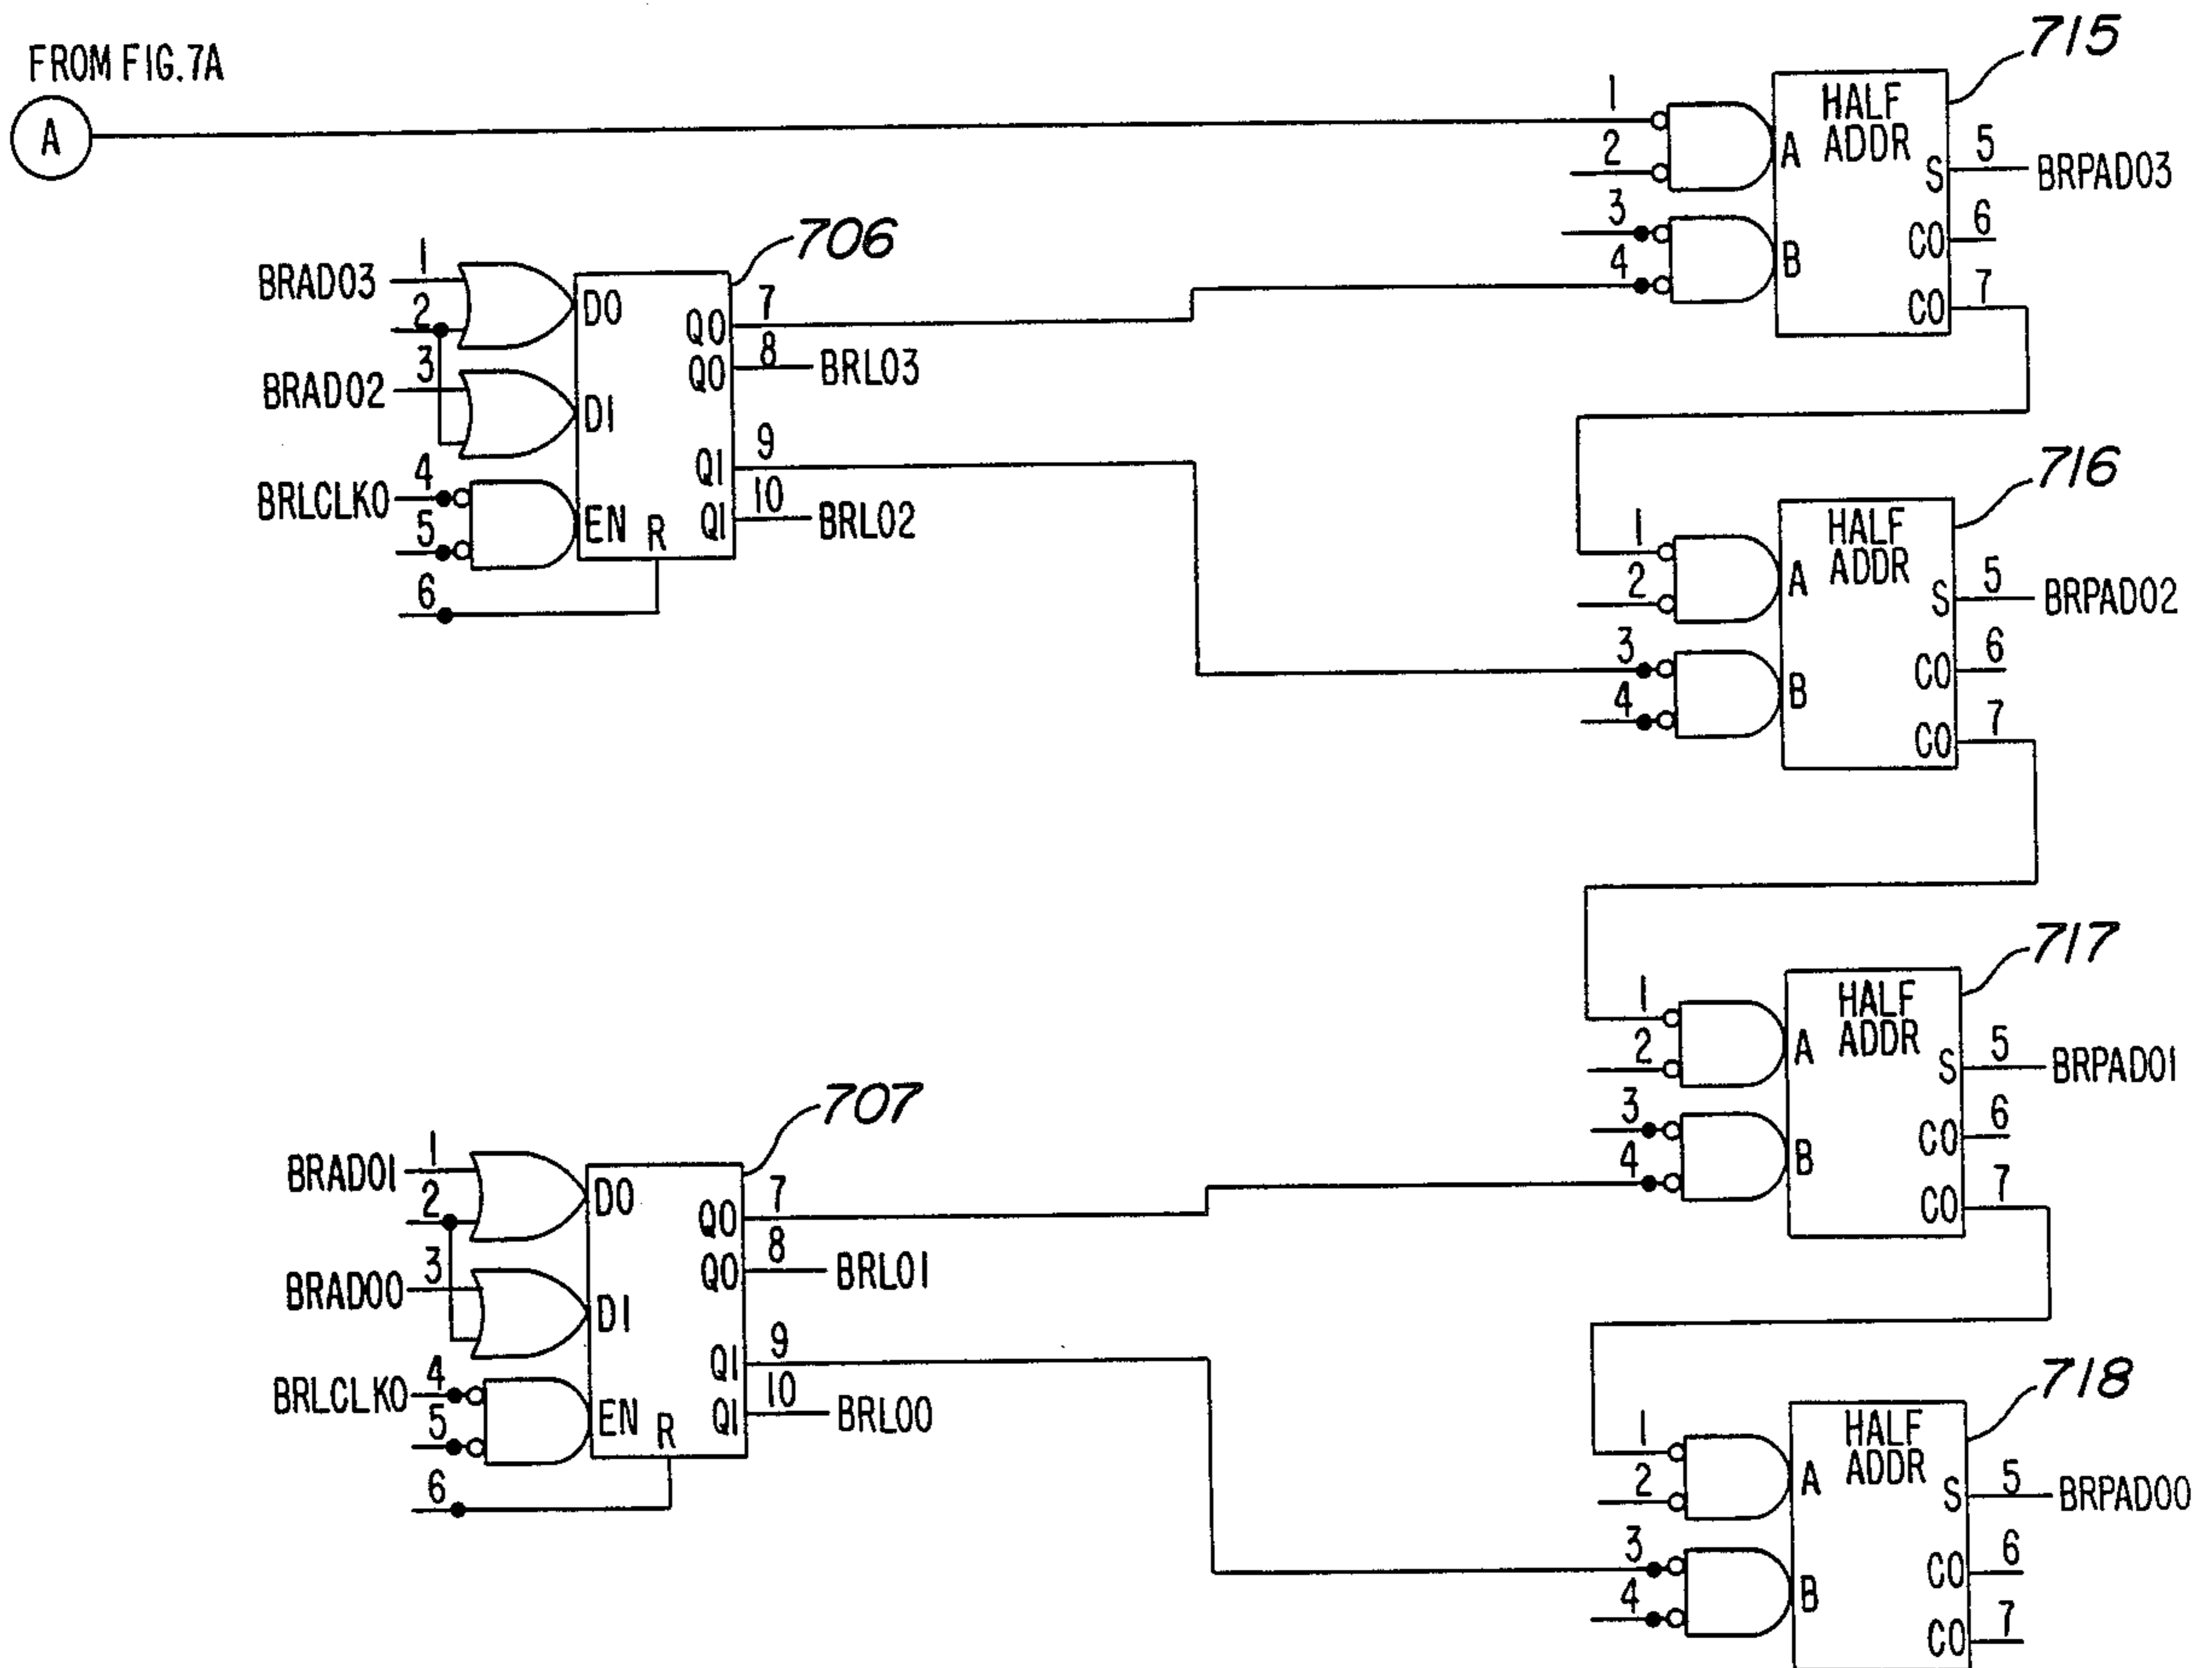 FROM FIG.7A
A
706
BRAD03 1
2
BRAD02 3
BRLCLK0 4
5
6
D0
D1
EN R
Q0 7
Q0 8 BRL03
Q1 9
Q1 10 BRL02
715
HALF
ADDR
1
2
3
4
A
B
S 5 BRPAD03
CO 6
CO 7
716
HALF
ADDR
1
2
3
4
A
B
S 5 BRPAD02
CO 6
CO 7
707
BRAD01 1
2
BRAD00 3
BRLCLK0 4
5
6
D0
D1
EN R
Q0 7
Q0 8 BRL01
Q1 9
Q1 10 BRL00
717
HALF
ADDR
1
2
3
4
A
B
S 5 BRPAD01
CO 6
CO 7
718
HALF
ADDR
1
2
3
4
A
B
S 5 BRPAD00
CO 6
CO 7